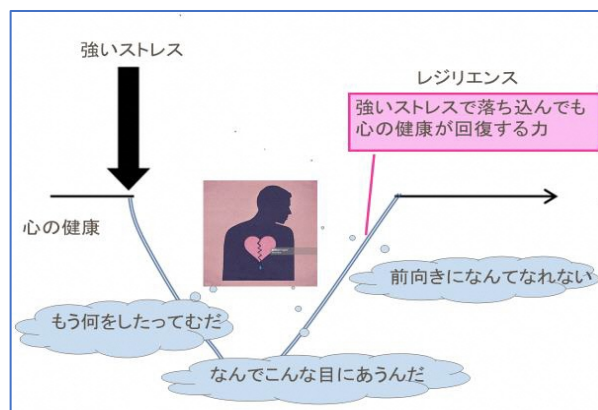 強いストレス
レジリエンス
強いストレスで落ち込んでも
心の健康が回復する力
心の健康
前向きになんてなれない
もう何をしたってむだ
なんでこんな目にあうんだ